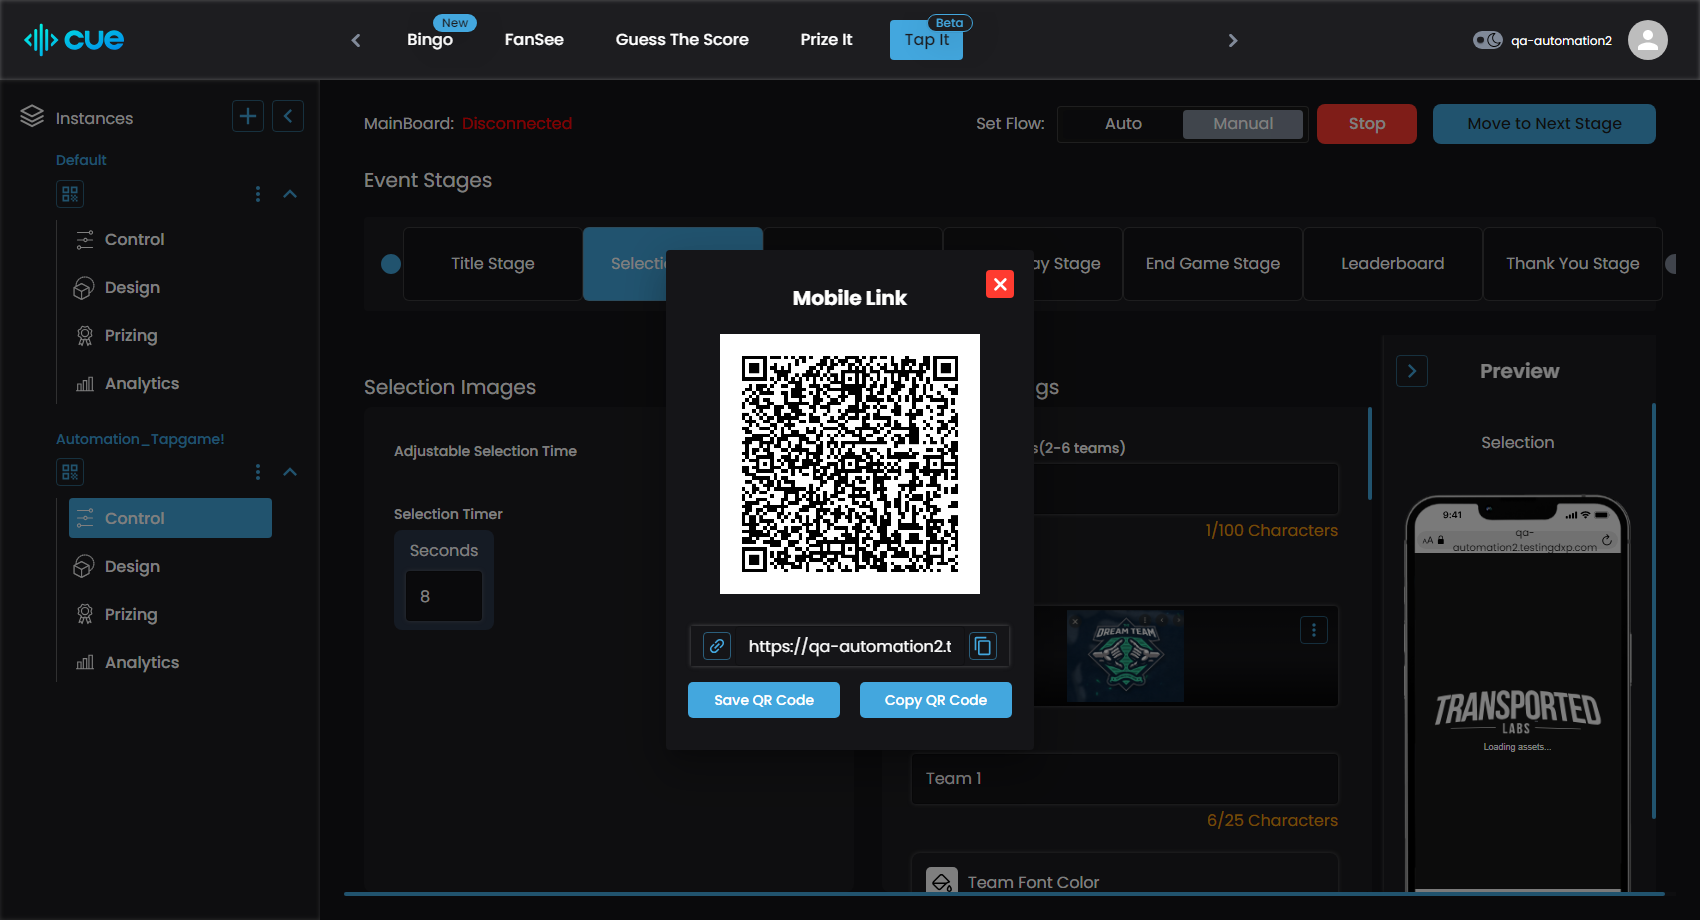 cue
Bingo
New
FanSee
Guess The Score
Prize It
Tap It
Beta
qa-automation2
Instances
Default
Control
Design
Prizing
Analytics
Automation_Tapgame!
Control
Design
Prizing
Analytics
MainBoard: Disconnected
Set Flow:
Auto
Manual
Stop
Move to Next Stage
Event Stages
Title Stage
Selecti
ay Stage
End Game Stage
Leaderboard
Thank You Stage
Selection Images
Adjustable Selection Time
Selection Timer
Seconds
8
Mobile Link
https://qa-automation2.t
Save QR Code
Copy QR Code
gs
s(2-6 teams)
1/100 Characters
DREAM TEAM
Team 1
6/25 Characters
Team Font Color
Preview
Selection
9:41
AA
qa-
automation2.testingdxp.com
TRANSPORTED
LABS
Loading assets...